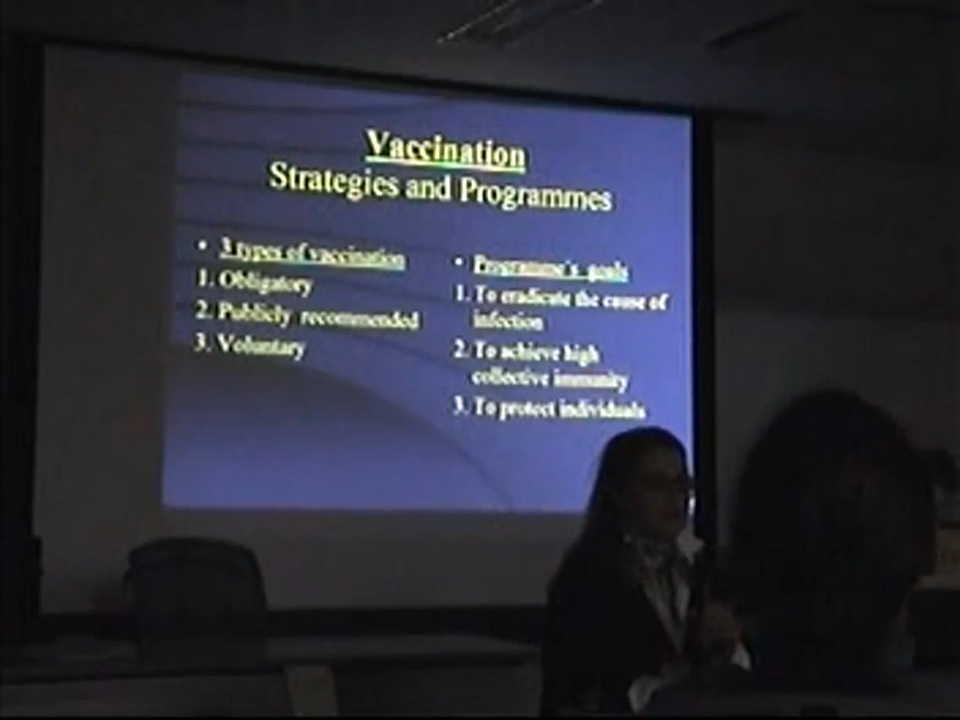 Vaccination
Strategies and Programmes
• 3 types of vaccination
1. Obligatory
2. Publicly recommended
3. Voluntary
• Programme's goals
1. To eradicate the cause of
infection
2. To achieve high
collective immunity
3. To protect individuals